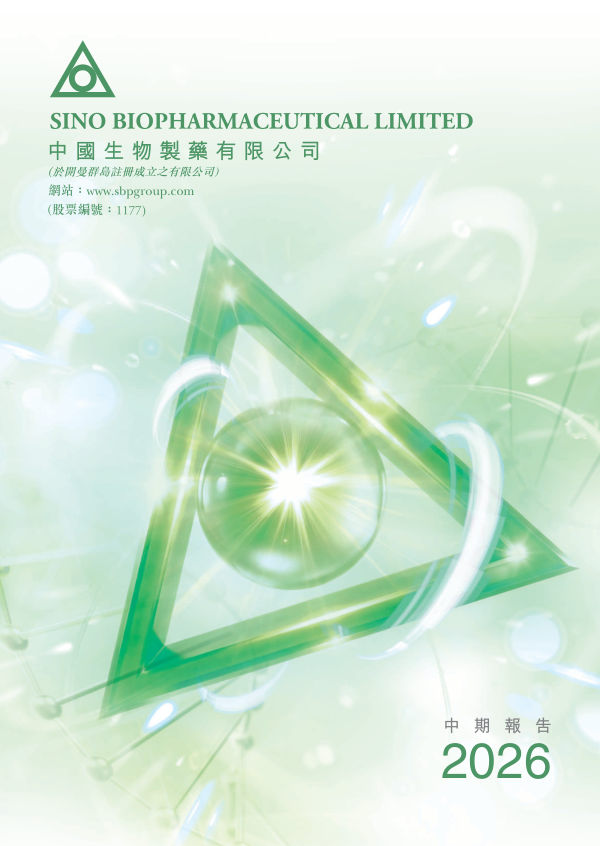 SINO BIOPHARMACEUTICAL LIMITED
中國生物製藥有限公司
(於開曼群島註冊成立之有限公司)
網站：www.sbpgroup.com
(股票編號：1177)
中期報告
2026